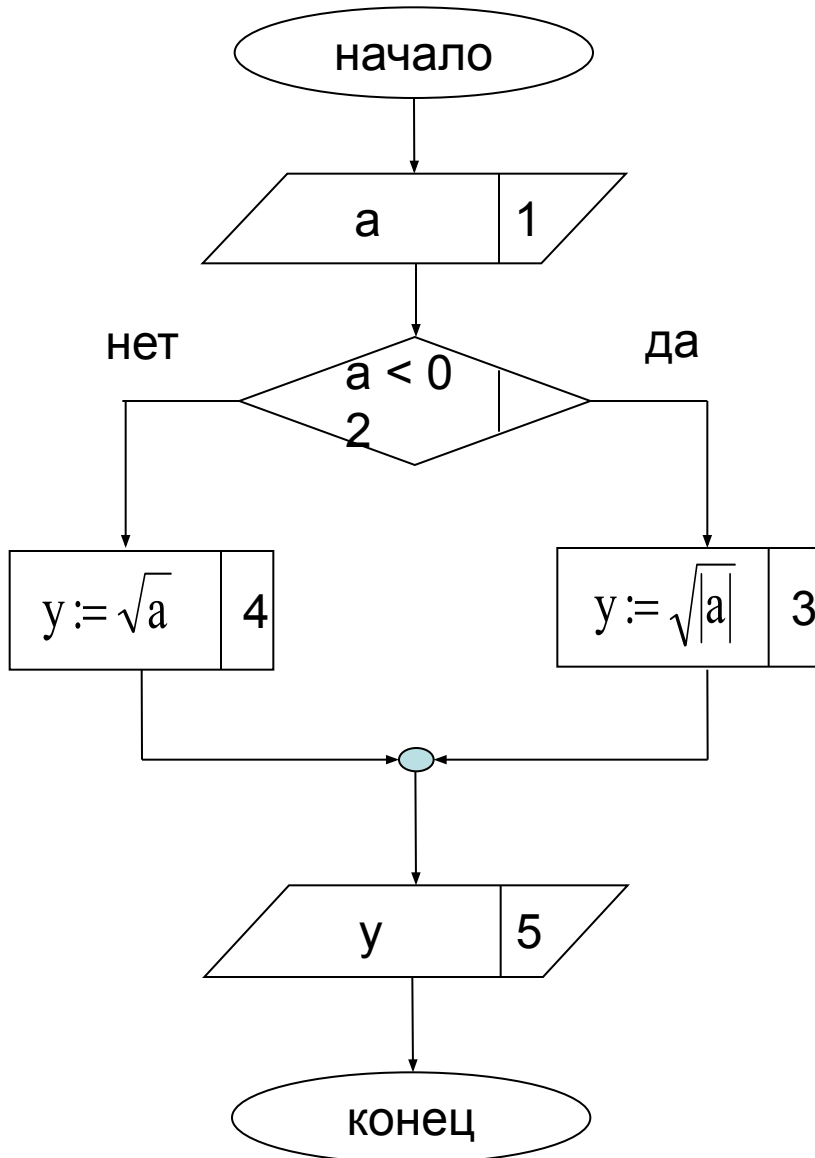 начало
a 1
нет
да
a < 0
2
y := √a 4
y := √|a| 3
y 5
конец